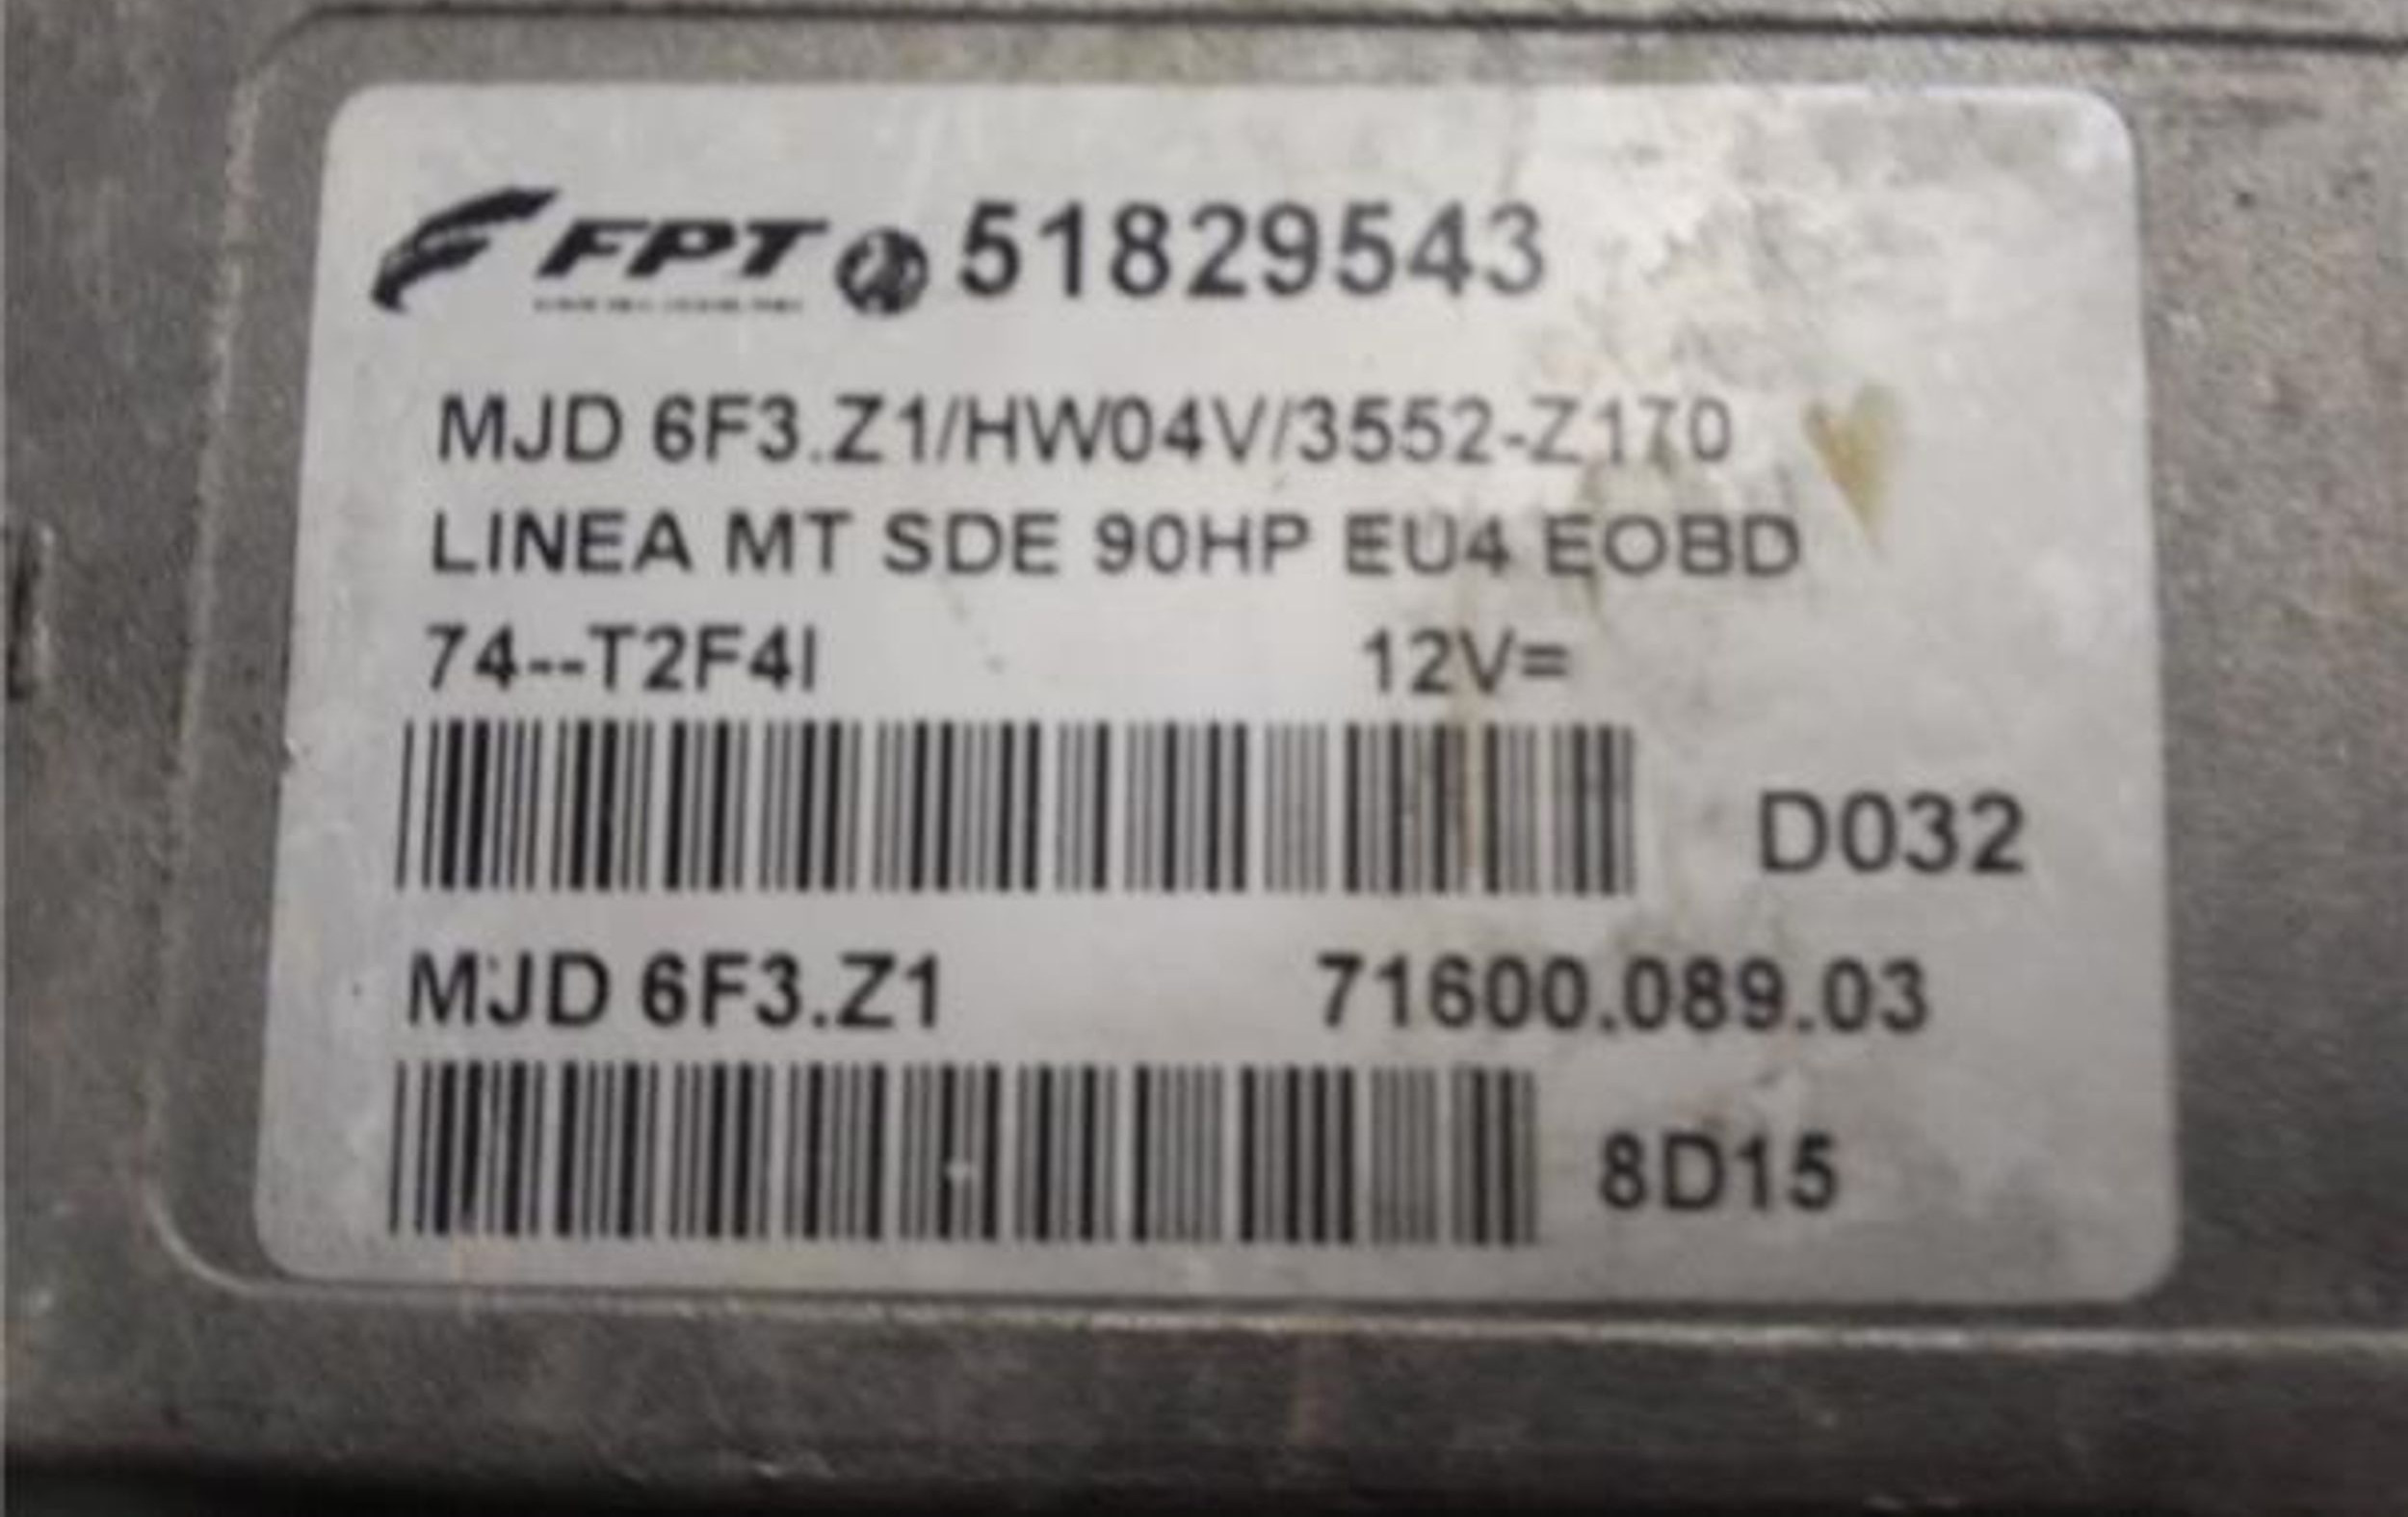 FPT 51829543
MJD 6F3.Z1/HW04V/3552-Z170
LINEA MT SDE 90HP EU4 EOBD
74--T2F4I 12V=
D032
MJD 6F3.Z1 71600.089.03
8D15